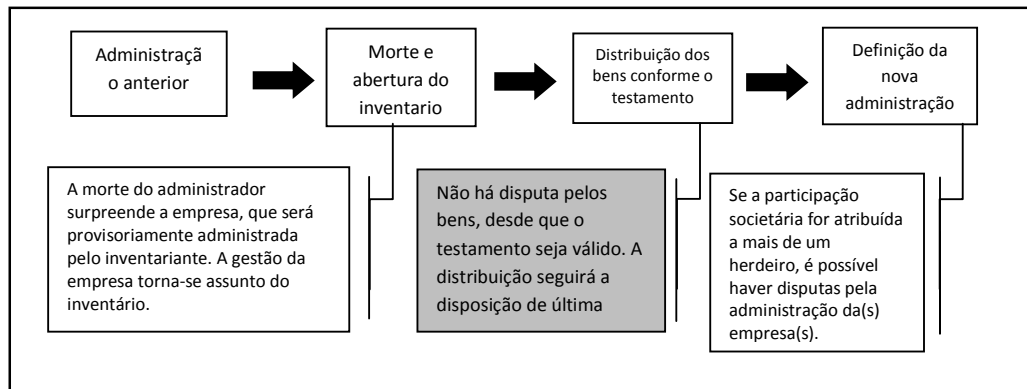 Administraçã
o anterior
Morte e
abertura do
inventario
Distribuição dos
bens conforme o
testamento
Definição da
nova
administração
A morte do administrador
surpreende a empresa, que será
provisoriamente administrada
pelo inventariante. A gestão da
empresa torna-se assunto do
inventário.
Não há disputa pelos
bens, desde que o
testamento seja válido. A
distribuição seguirá a
disposição de última
Se a participação
societária for atribuída
a mais de um
herdeiro, é possível
haver disputas pela
administração da(s)
empresa(s).